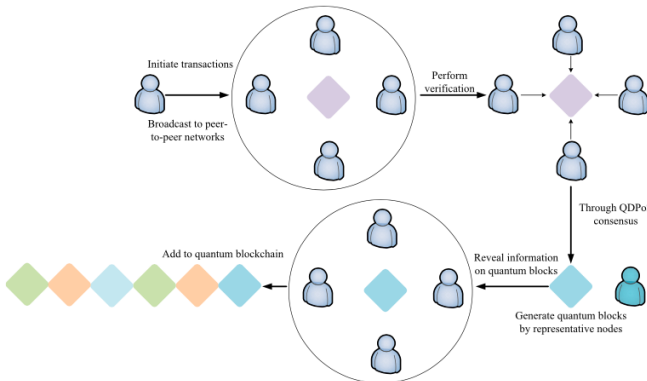 Initiate transactions
Broadcast to peer-
to-peer networks
Perform
verification
Through QDPo
consensus
Generate quantum blocks
by representative nodes
Reveal information
on quantum blocks
Add to quantum blockchain